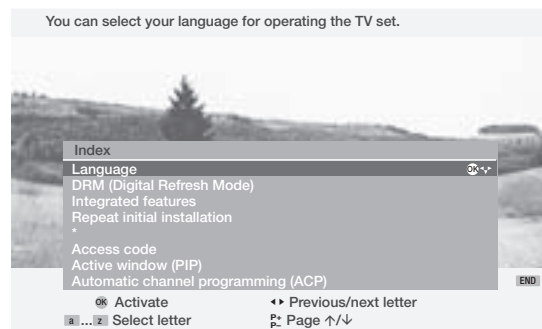 You can select your language for operating the TV set.
Index
Language OK
DRM (Digital Refresh Mode)
Integrated features
Repeat initial installation
*
Access code
Active window (PIP)
Automatic channel programming (ACP)
END
OK Activate ◂ ▸ Previous/next letter
a ... z Select letter P+ P− Page ↑/↓